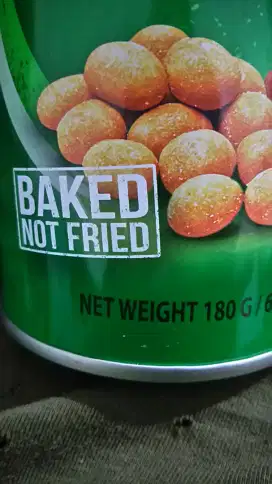 BAKED
NOT FRIED
NET WEIGHT 180 G /